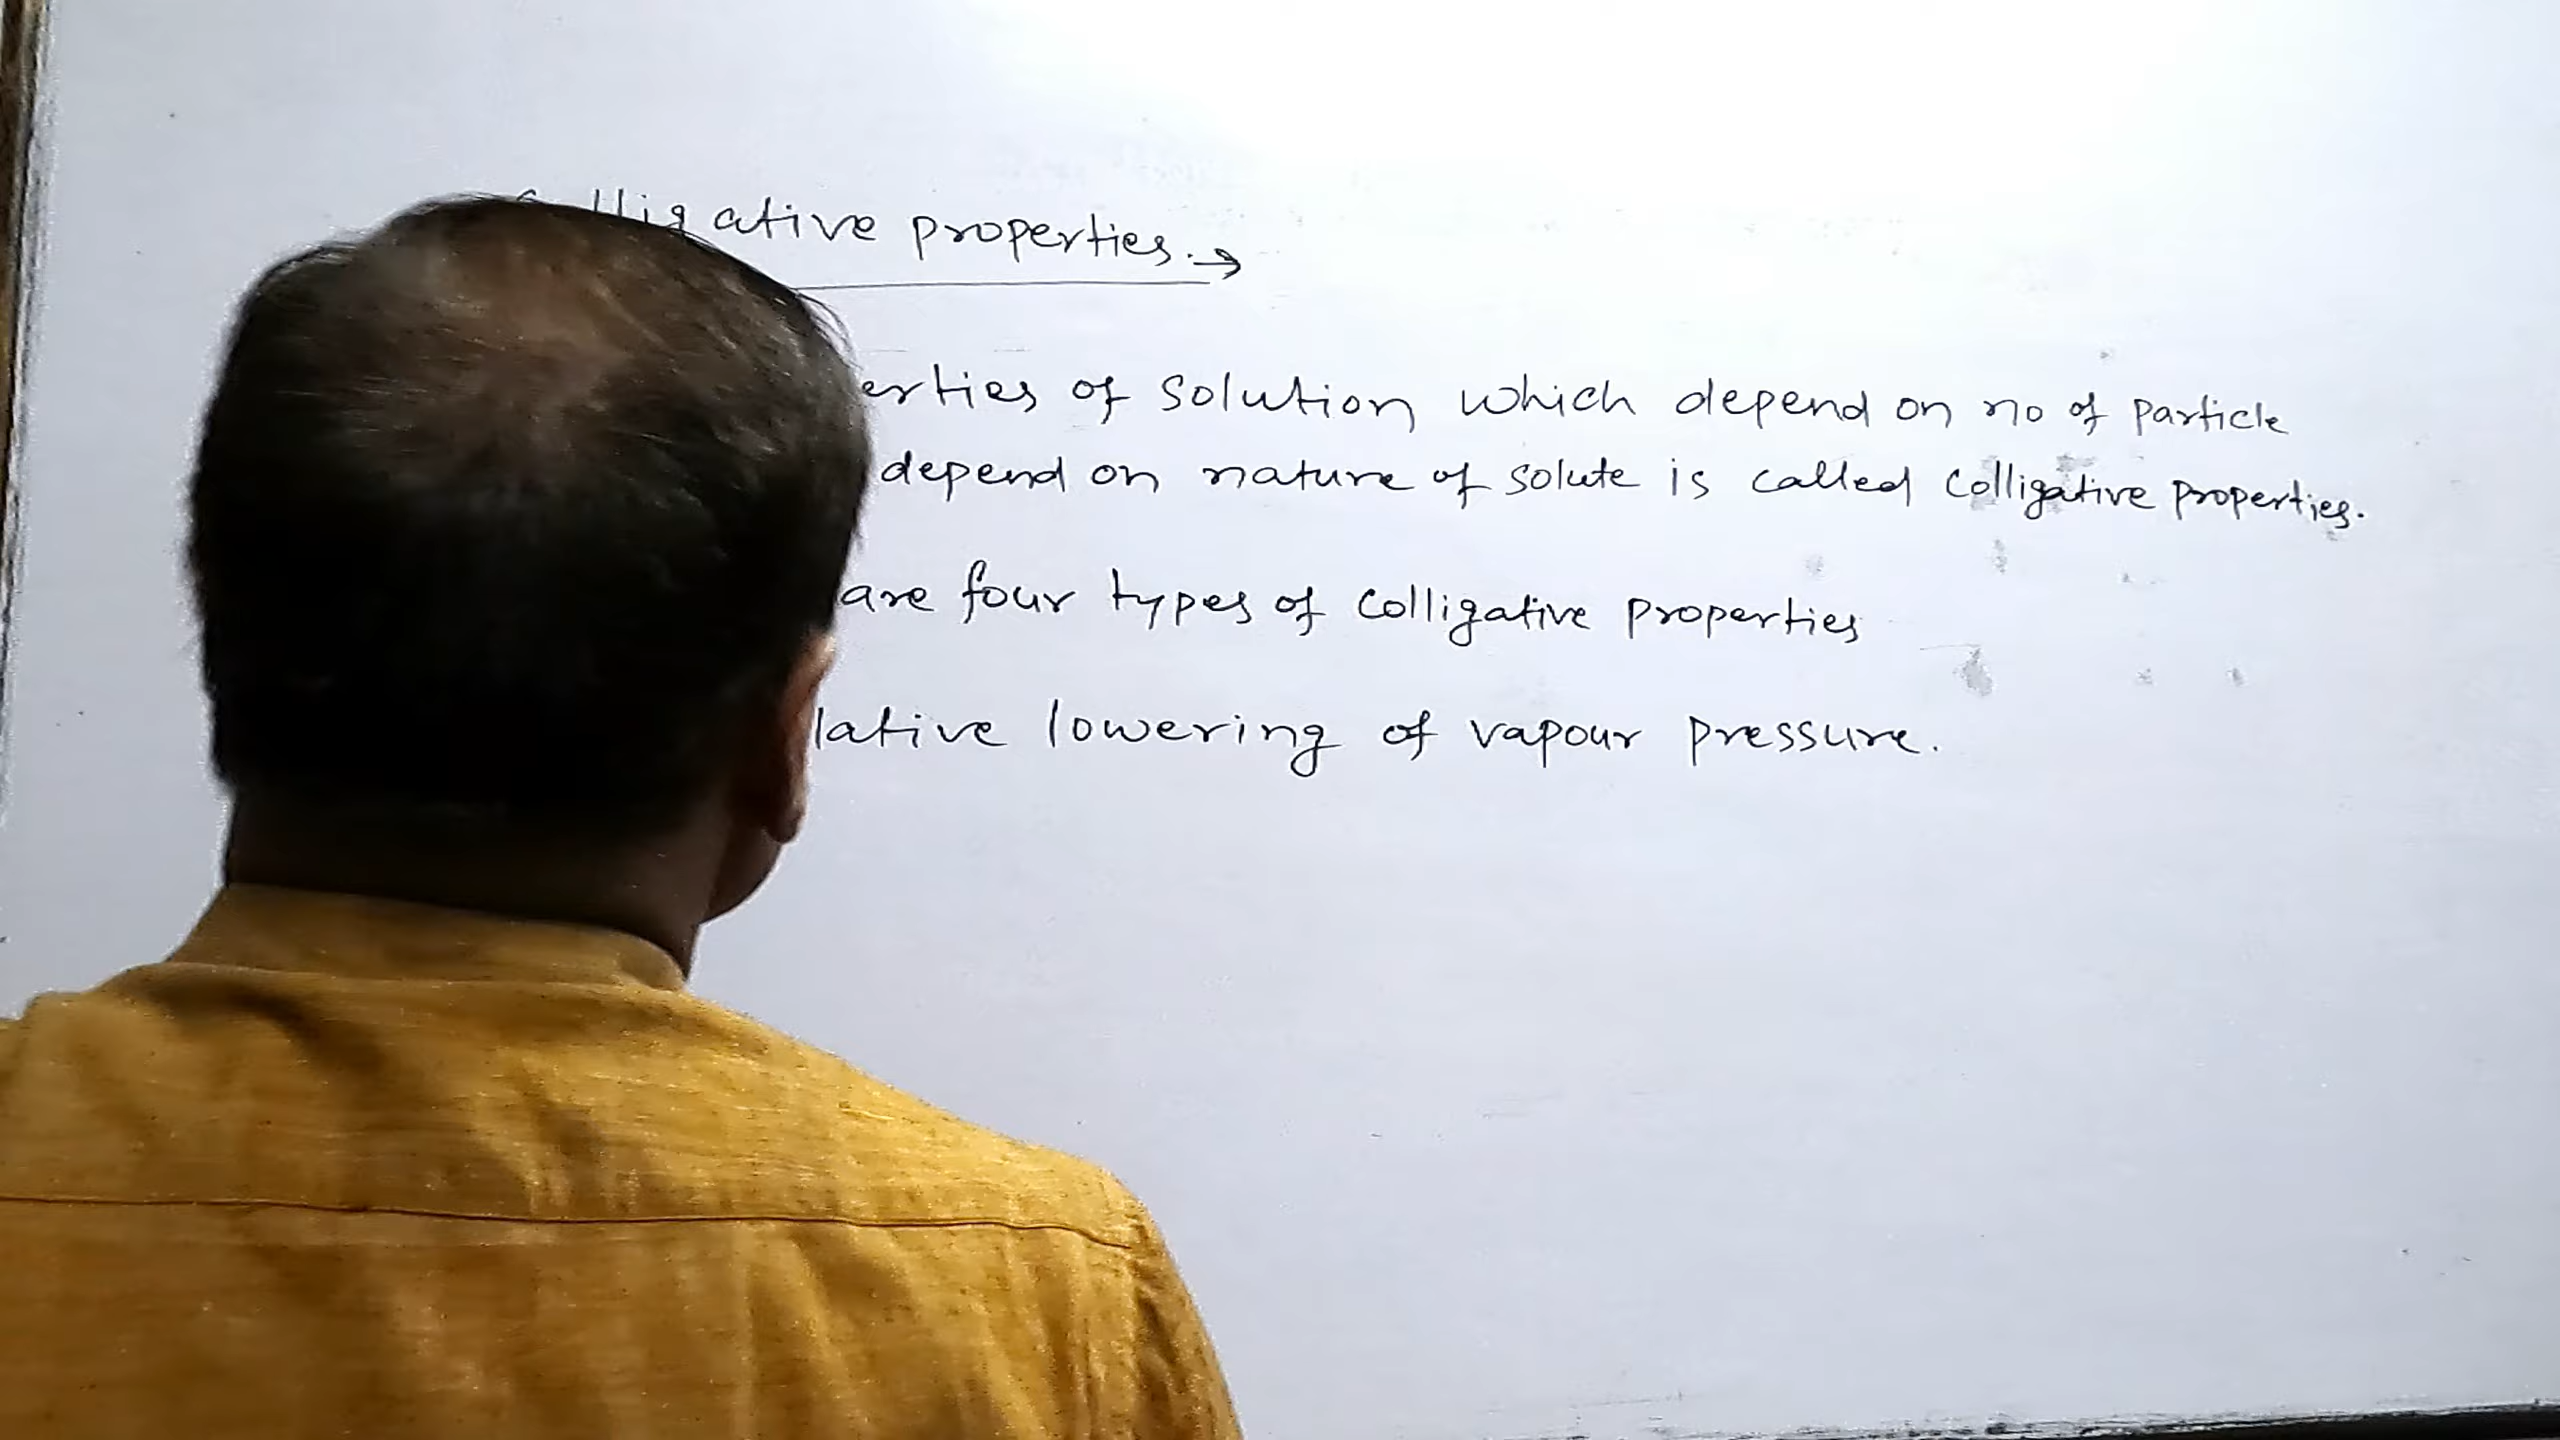 Colligative properties.→
erties of solution which depend on no of particle
depend on nature of solute is called Colligative properties.
are four types of Colligative properties
lative lowering of vapour pressure.